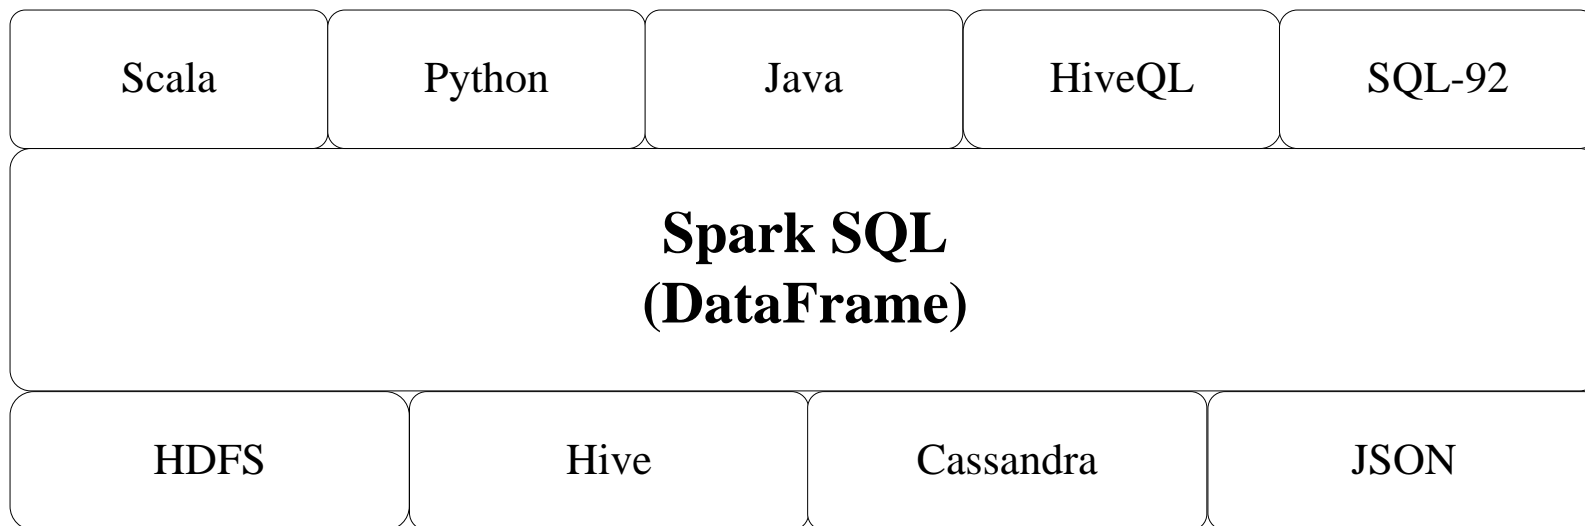 Scala Python Java HiveQL SQL-92
Spark SQL
(DataFrame)
HDFS Hive Cassandra JSON